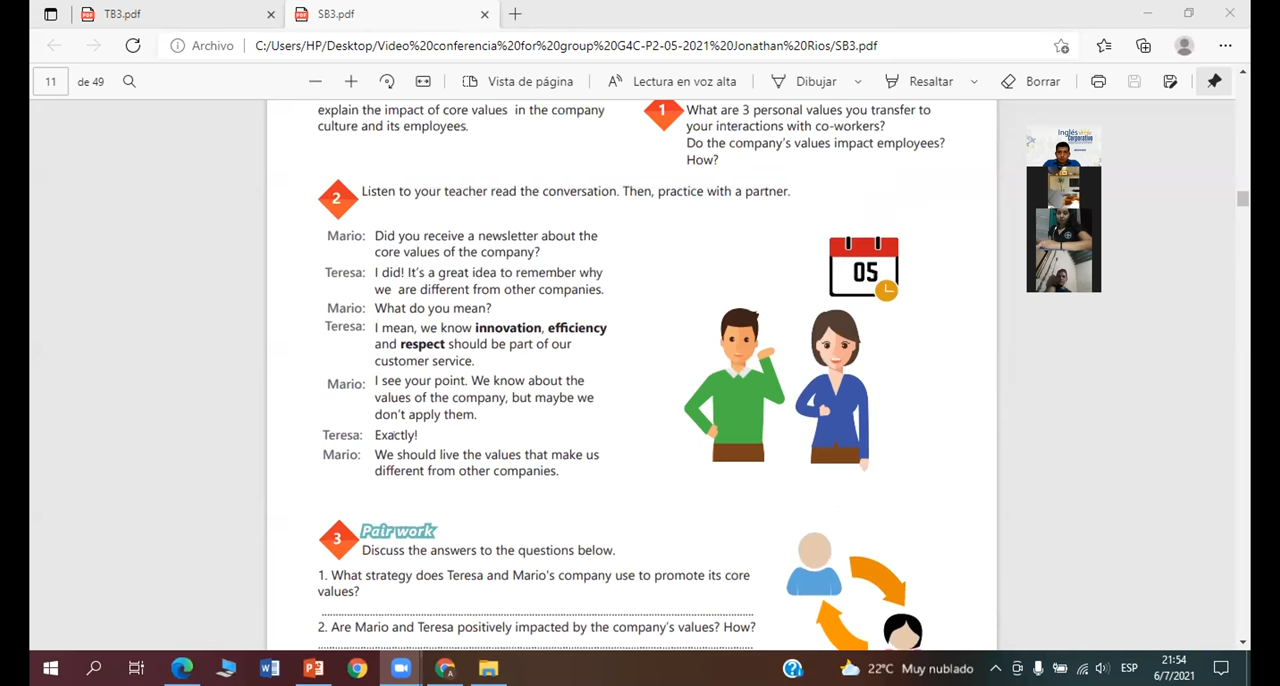 TB3.pdf
SB3.pdf
Archivo
C:/Users/HP/Desktop/Video%20conferencia%20for%20group%20G4C-P2-05-2021%20Jonathan%20Rios/SB3.pdf
11 de 49
Vista de página
Lectura en voz alta
Dibujar
Resaltar
Borrar
explain the impact of core values in the company
culture and its employees.
1
What are 3 personal values you transfer to
your interactions with co-workers?
Do the company's values impact employees?
How?
2
Listen to your teacher read the conversation. Then, practice with a partner.
Mario: Did you receive a newsletter about the
core values of the company?
Teresa: I did! It's a great idea to remember why
we are different from other companies.
Mario: What do you mean?
Teresa: I mean, we know innovation, efficiency
and respect should be part of our
customer service.
Mario: I see your point. We know about the
values of the company, but maybe we
don't apply them.
Teresa: Exactly!
Mario: We should live the values that make us
different from other companies.
05
Inglés
Corporativo
3
Pair work
Discuss the answers to the questions below.
1. What strategy does Teresa and Mario's company use to promote its core
values?
2. Are Mario and Teresa positively impacted by the company's values? How?
22°C Muy nublado
ESP
21:54
6/7/2021